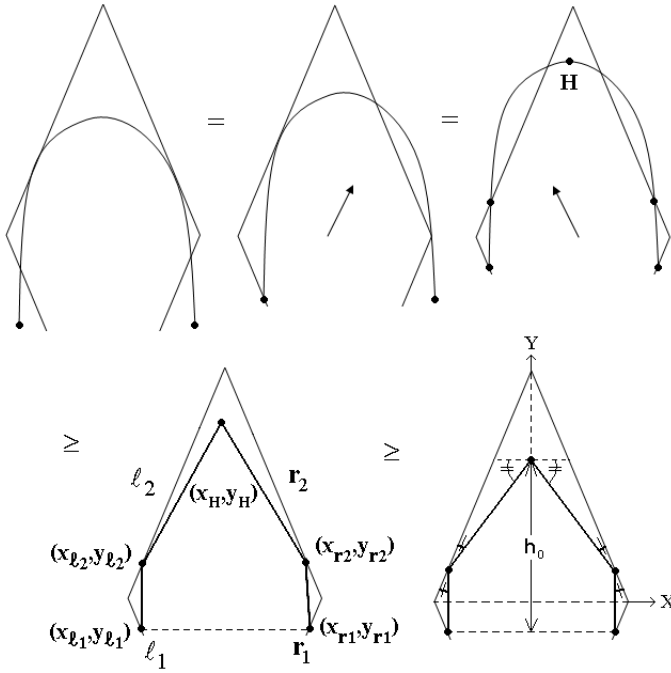 =
=
H
≥
≥
Y
ℓ2
r2
(xH,yH)
(xℓ2,yℓ2)
(xr2,yr2)
h0
X
(xℓ1,yℓ1)
(xr1,yr1)
ℓ1
r1